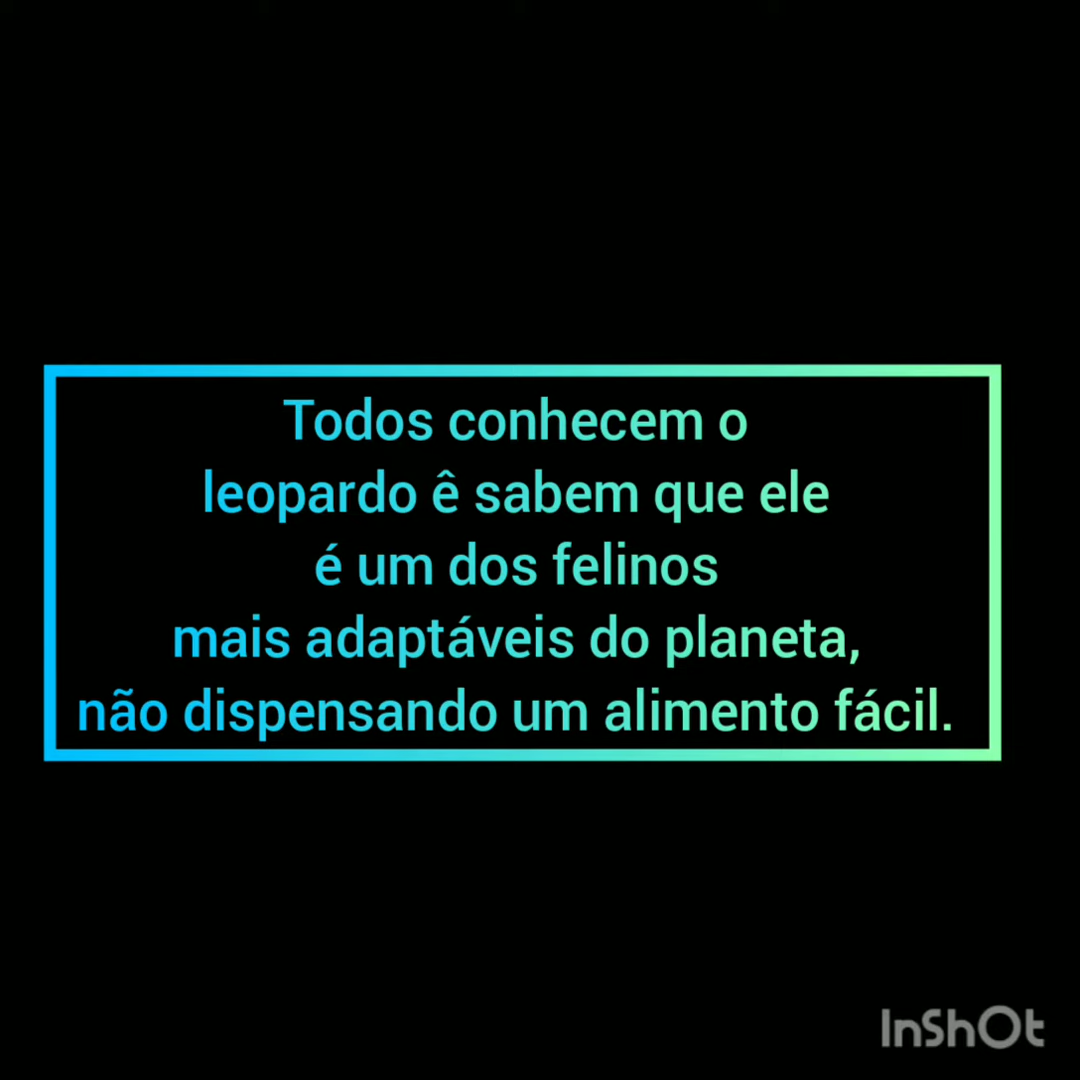 Todos conhecem o
leopardo ê sabem que ele
é um dos felinos
mais adaptáveis do planeta,
não dispensando um alimento fácil.
InShOt